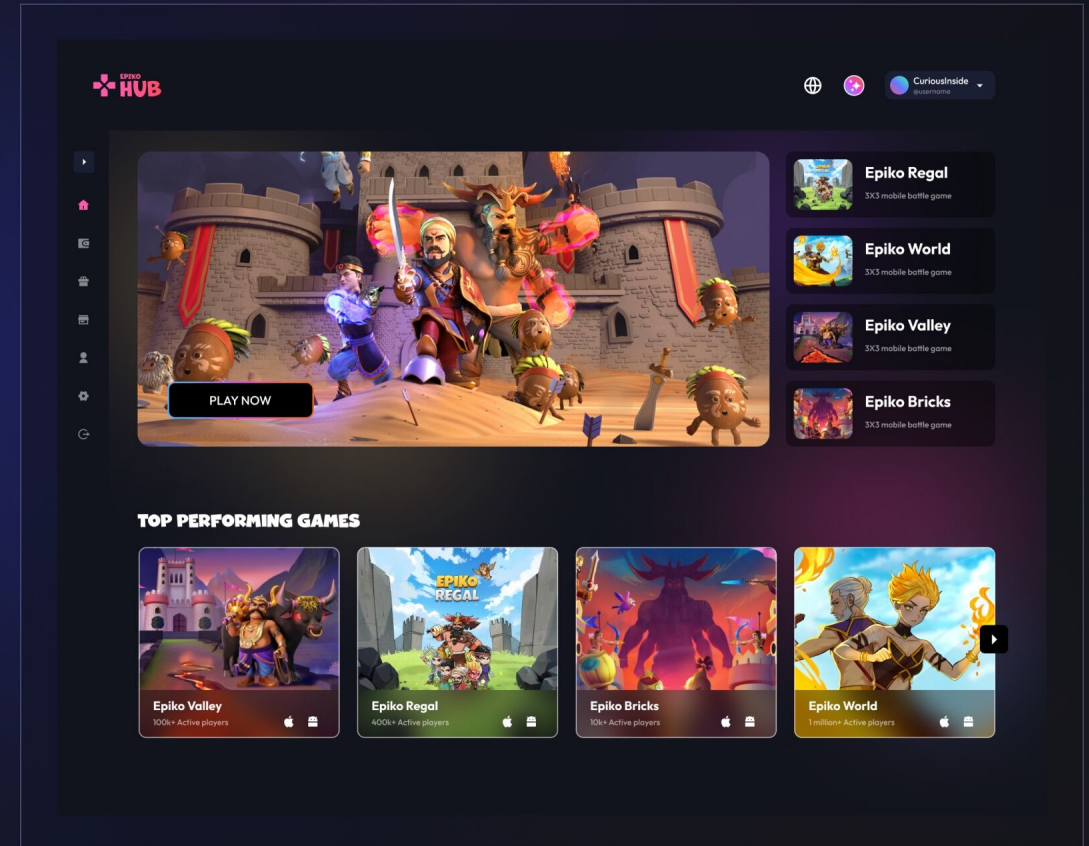 EPIKO
HUB
CuriousInside
@username
Epiko Regal
3X3 mobile battle game
Epiko World
3X3 mobile battle game
Epiko Valley
3X3 mobile battle game
Epiko Bricks
3X3 mobile battle game
PLAY NOW
TOP PERFORMING GAMES
EPIKO
REGAL
Epiko Valley
100k+ Active players
Epiko Regal
400k+ Active players
Epiko Bricks
10k+ Active players
Epiko World
1 million+ Active players